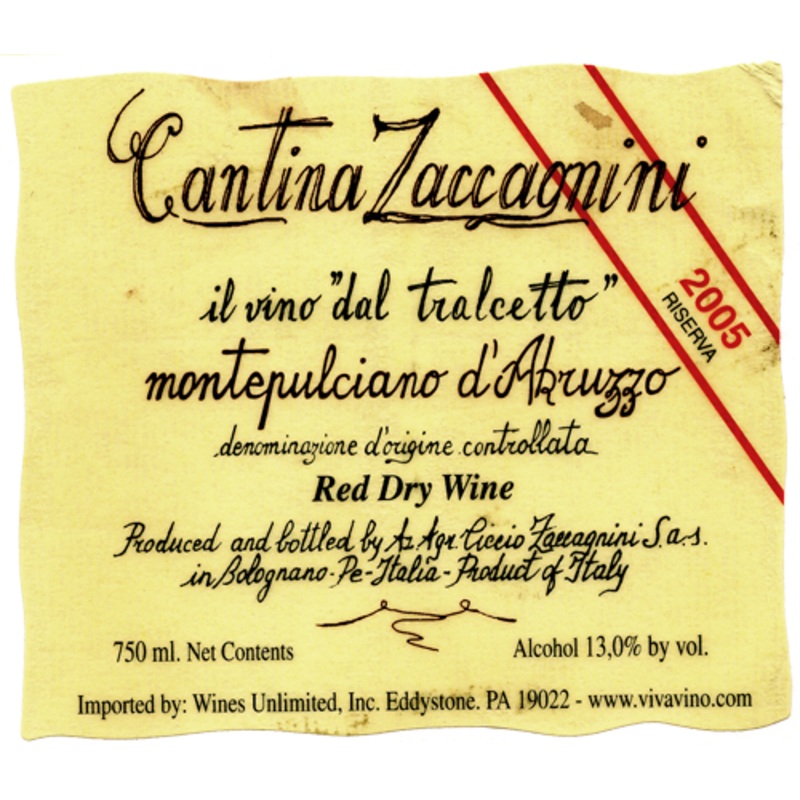 Cantina Zaccagnini
2005
RISERVA
il vino "dal tralcetto"
montepulciano d'Abruzzo
denominazione d'origine controllata
Red Dry Wine
Produced and bottled by Az. Agr. Ciccio Zaccagnini S.a.s.
in Bolognano-Pe-Italia-Product of Italy
750 ml. Net Contents
Alcohol 13,0% by vol.
Imported by: Wines Unlimited, Inc. Eddystone. PA 19022 - www.vivavino.com